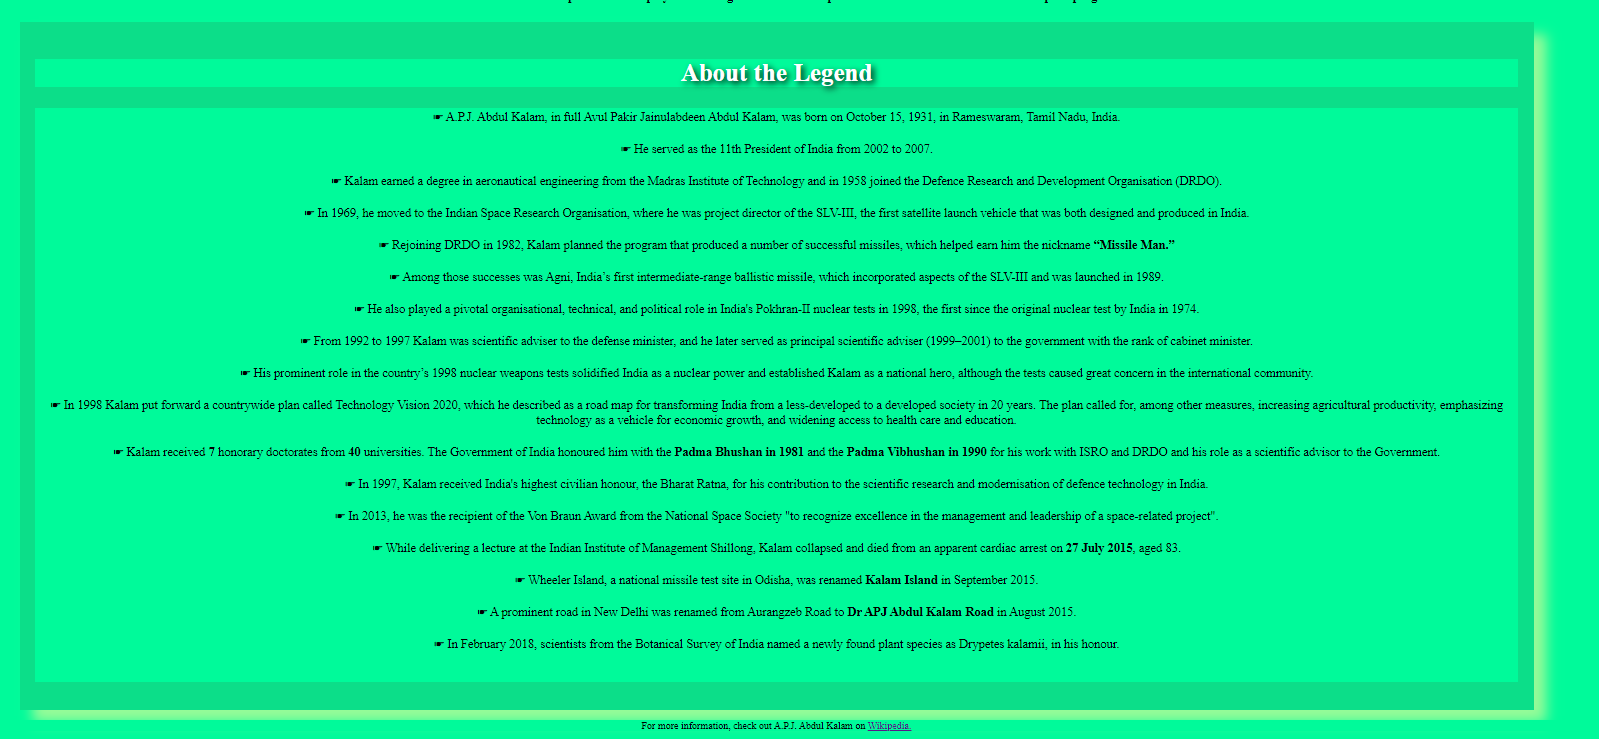 About the Legend
☛ A.P.J. Abdul Kalam, in full Avul Pakir Jainulabdeen Abdul Kalam, was born on October 15, 1931, in Rameswaram, Tamil Nadu, India.
☛ He served as the 11th President of India from 2002 to 2007.
☛ Kalam earned a degree in aeronautical engineering from the Madras Institute of Technology and in 1958 joined the Defence Research and Development Organisation (DRDO).
☛ In 1969, he moved to the Indian Space Research Organisation, where he was project director of the SLV-III, the first satellite launch vehicle that was both designed and produced in India.
☛ Rejoining DRDO in 1982, Kalam planned the program that produced a number of successful missiles, which helped earn him the nickname “Missile Man.”
☛ Among those successes was Agni, India’s first intermediate-range ballistic missile, which incorporated aspects of the SLV-III and was launched in 1989.
☛ He also played a pivotal organisational, technical, and political role in India's Pokhran-II nuclear tests in 1998, the first since the original nuclear test by India in 1974.
☛ From 1992 to 1997 Kalam was scientific adviser to the defense minister, and he later served as principal scientific adviser (1999–2001) to the government with the rank of cabinet minister.
☛ His prominent role in the country’s 1998 nuclear weapons tests solidified India as a nuclear power and established Kalam as a national hero, although the tests caused great concern in the international community.
☛ In 1998 Kalam put forward a countrywide plan called Technology Vision 2020, which he described as a road map for transforming India from a less-developed to a developed society in 20 years. The plan called for, among other measures, increasing agricultural productivity, emphasizing
technology as a vehicle for economic growth, and widening access to health care and education.
☛ Kalam received 7 honorary doctorates from 40 universities. The Government of India honoured him with the Padma Bhushan in 1981 and the Padma Vibhushan in 1990 for his work with ISRO and DRDO and his role as a scientific advisor to the Government.
☛ In 1997, Kalam received India's highest civilian honour, the Bharat Ratna, for his contribution to the scientific research and modernisation of defence technology in India.
☛ In 2013, he was the recipient of the Von Braun Award from the National Space Society "to recognize excellence in the management and leadership of a space-related project".
☛ While delivering a lecture at the Indian Institute of Management Shillong, Kalam collapsed and died from an apparent cardiac arrest on 27 July 2015, aged 83.
☛ Wheeler Island, a national missile test site in Odisha, was renamed Kalam Island in September 2015.
☛ A prominent road in New Delhi was renamed from Aurangzeb Road to Dr APJ Abdul Kalam Road in August 2015.
☛ In February 2018, scientists from the Botanical Survey of India named a newly found plant species as Drypetes kalamii, in his honour.
For more information, check out A.P.J. Abdul Kalam on Wikipedia.